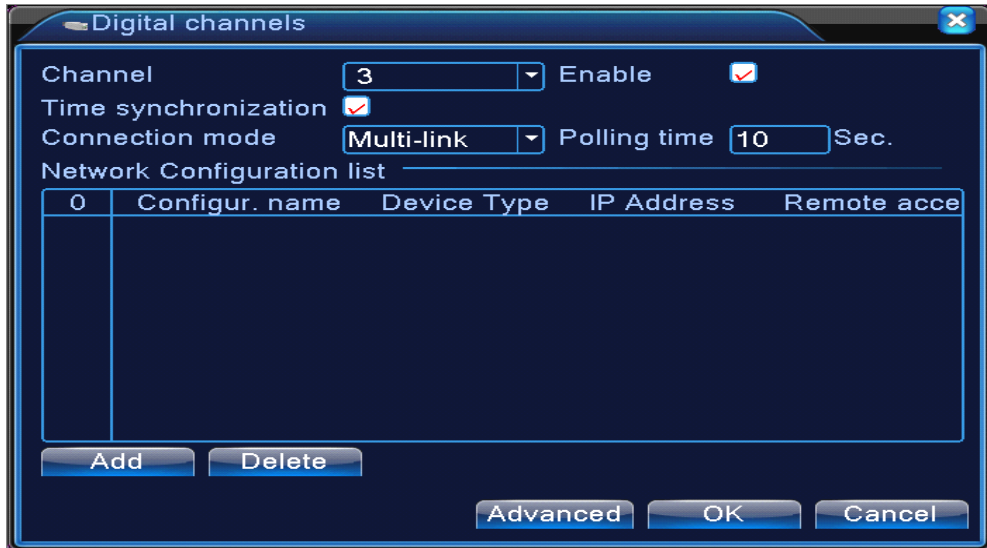 Digital channels
Channel 3 Enable
Time synchronization
Connection mode Multi-link Polling time 10 Sec.
Network Configuration list
0 Configur. name Device Type IP Address Remote acce
Add Delete
Advanced OK Cancel